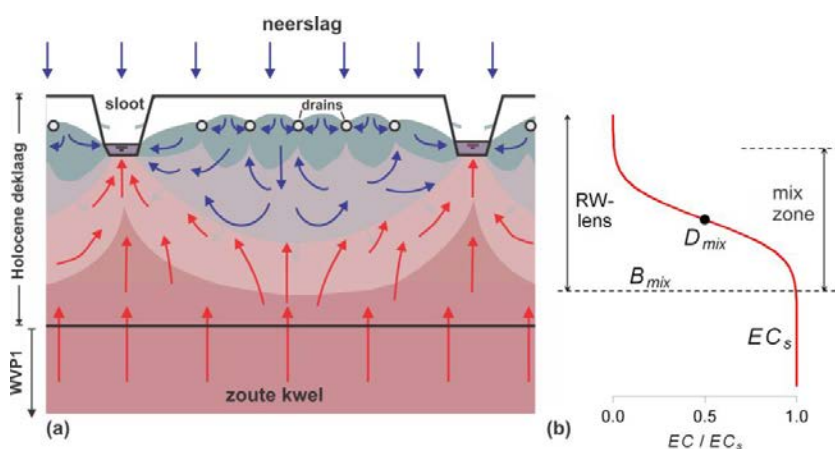 neerslag
sloot
drains
Holocene deklaag
WVP1
zoute kwel
(a)
RW-
lens
mix
zone
D_mix
B_mix
EC_s
(b)
0.0 0.5 1.0
EC / EC_s